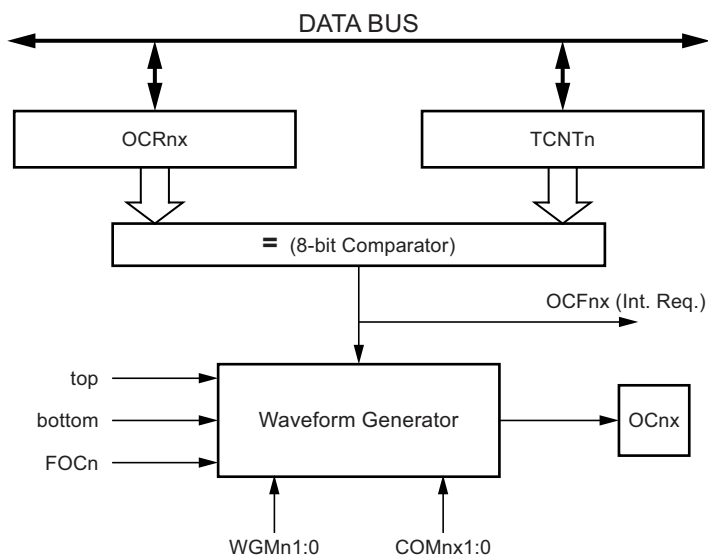 DATA BUS
OCRnx
TCNTn
= (8-bit Comparator)
OCFnx (Int. Req.)
top
bottom
FOCn
Waveform Generator
OCnx
WGMn1:0
COMnx1:0